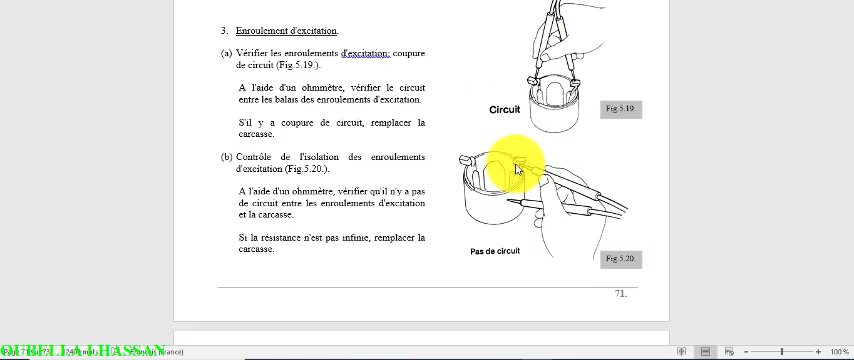 3. Enroulement d'excitation.
(a) Vérifier les enroulements d'excitation; coupure
de circuit (Fig.5.19.).
A l'aide d'un ohmmètre, vérifier le circuit
entre les balais des enroulements d'excitation.
S'il y a coupure de circuit, remplacer la
carcasse.
Circuit
Fig.5.19.
(b) Contrôle de l'isolation des enroulements
d'excitation (Fig.5.20.).
A l'aide d'un ohmmètre, vérifier qu'il n'y a pas
de circuit entre les enroulements d'excitation
et la carcasse.
Si la résistance n'est pas infinie, remplacer la
carcasse.
Pas de circuit
Fig.5.20.
71.
OUBELLA LHASSAN
100 %